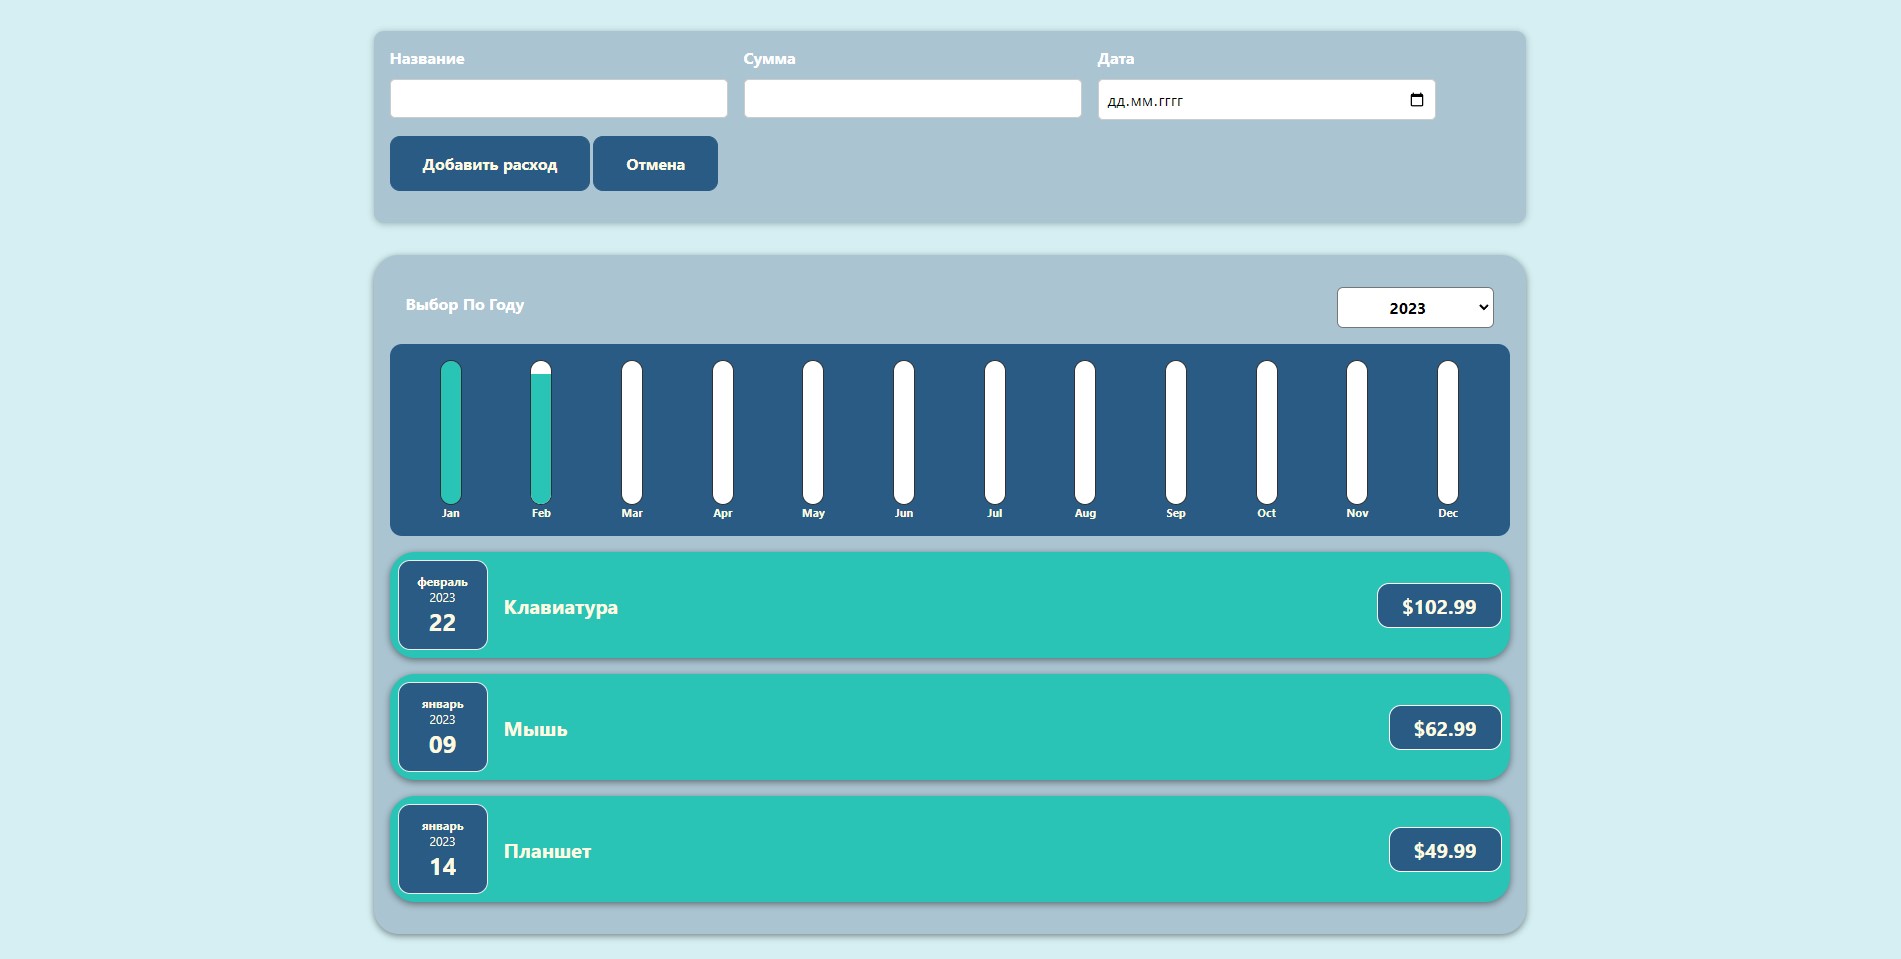 Название Сумма Дата
дд.мм.гггг
Добавить расход Отмена
Выбор По Году 2023
Jan Feb Mar Apr May Jun Jul Aug Sep Oct Nov Dec
февраль
2023
22
Клавиатура
$102.99
январь
2023
09
Мышь
$62.99
январь
2023
14
Планшет
$49.99